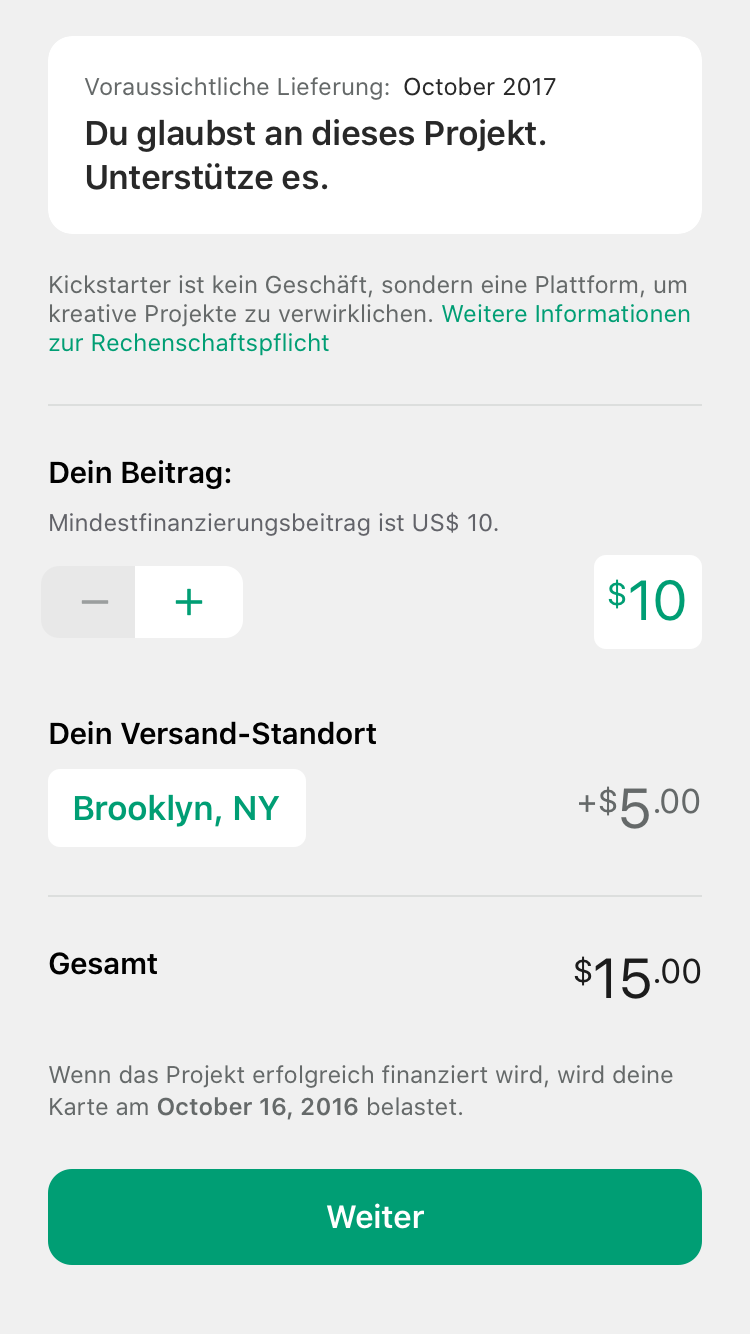 Voraussichtliche Lieferung: October 2017
Du glaubst an dieses Projekt.
Unterstütze es.
Kickstarter ist kein Geschäft, sondern eine Plattform, um
kreative Projekte zu verwirklichen. Weitere Informationen
zur Rechenschaftspflicht
Dein Beitrag:
Mindestfinanzierungsbeitrag ist US$ 10.
− + $10
Dein Versand-Standort
Brooklyn, NY +$5.00
Gesamt $15.00
Wenn das Projekt erfolgreich finanziert wird, wird deine
Karte am October 16, 2016 belastet.
Weiter